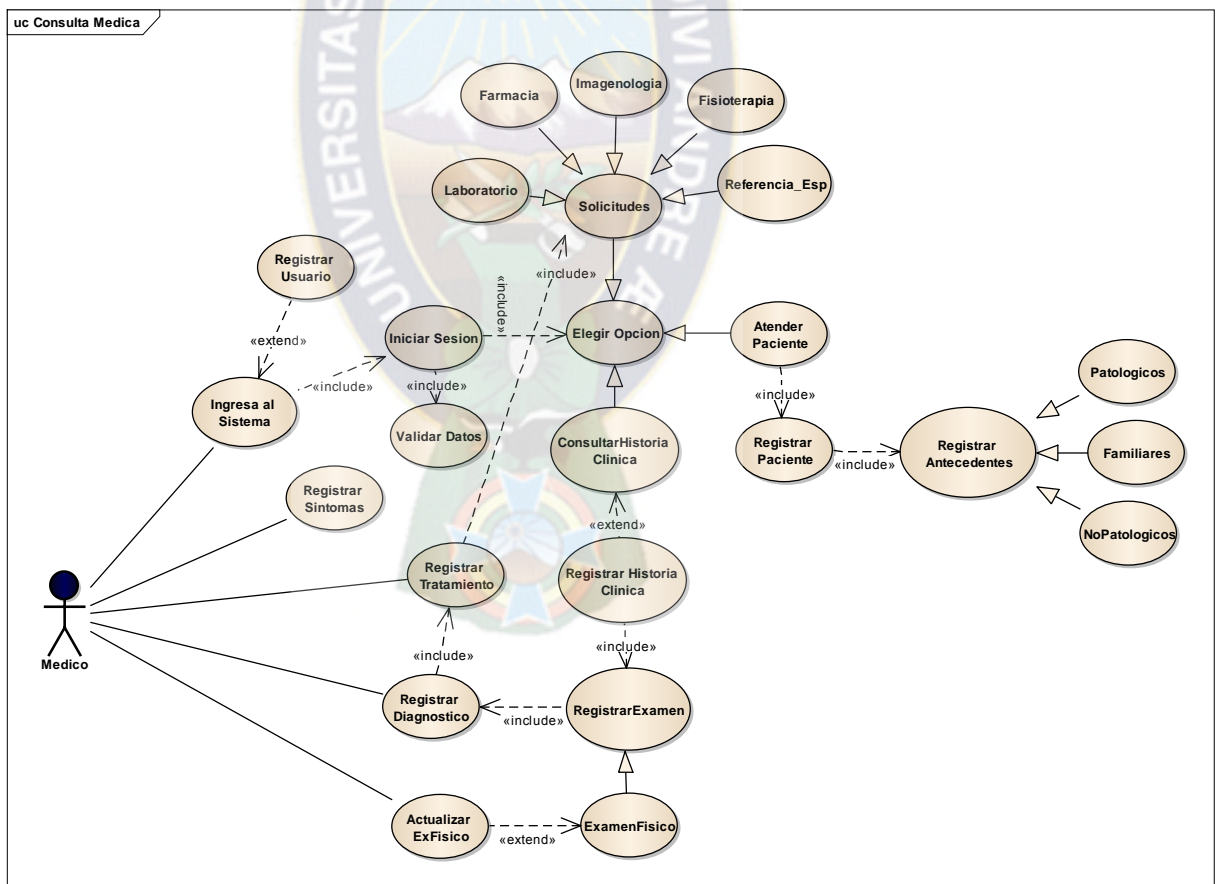 uc Consulta Medica
UNIVERSITAS
DIVI ANDRE Æ
Farmacia
Imagenologia
Fisioterapia
Laboratorio
Solicitudes
Referencia_Esp
Registrar
Usuario
«include»
«include»
«extend»
Iniciar Sesion
Elegir Opcion
Atender
Paciente
«include»
«include»
«include»
Patologicos
Ingresa al
Sistema
Validar Datos
ConsultarHistoria
Clinica
Registrar
Paciente
«include»
Registrar
Antecedentes
Familiares
Registrar
Sintomas
«extend»
NoPatologicos
Registrar
Tratamiento
Registrar Historia
Clinica
Medico
«include»
«include»
Registrar
Diagnostico
«include»
RegistrarExamen
Actualizar
ExFisico
«extend»
ExamenFisico